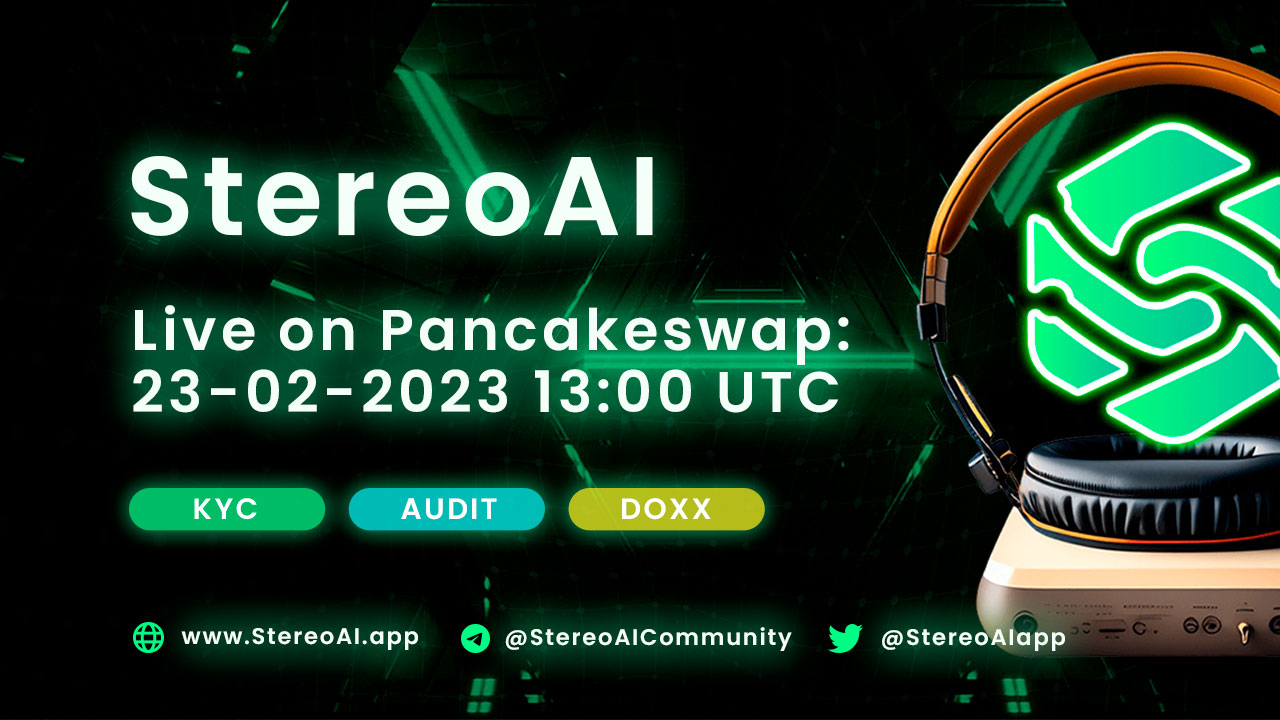 StereoAI
Live on Pancakeswap:
23-02-2023 13:00 UTC
KYC AUDIT DOXX
www.StereoAI.app @StereoAICommunity @StereoAIapp